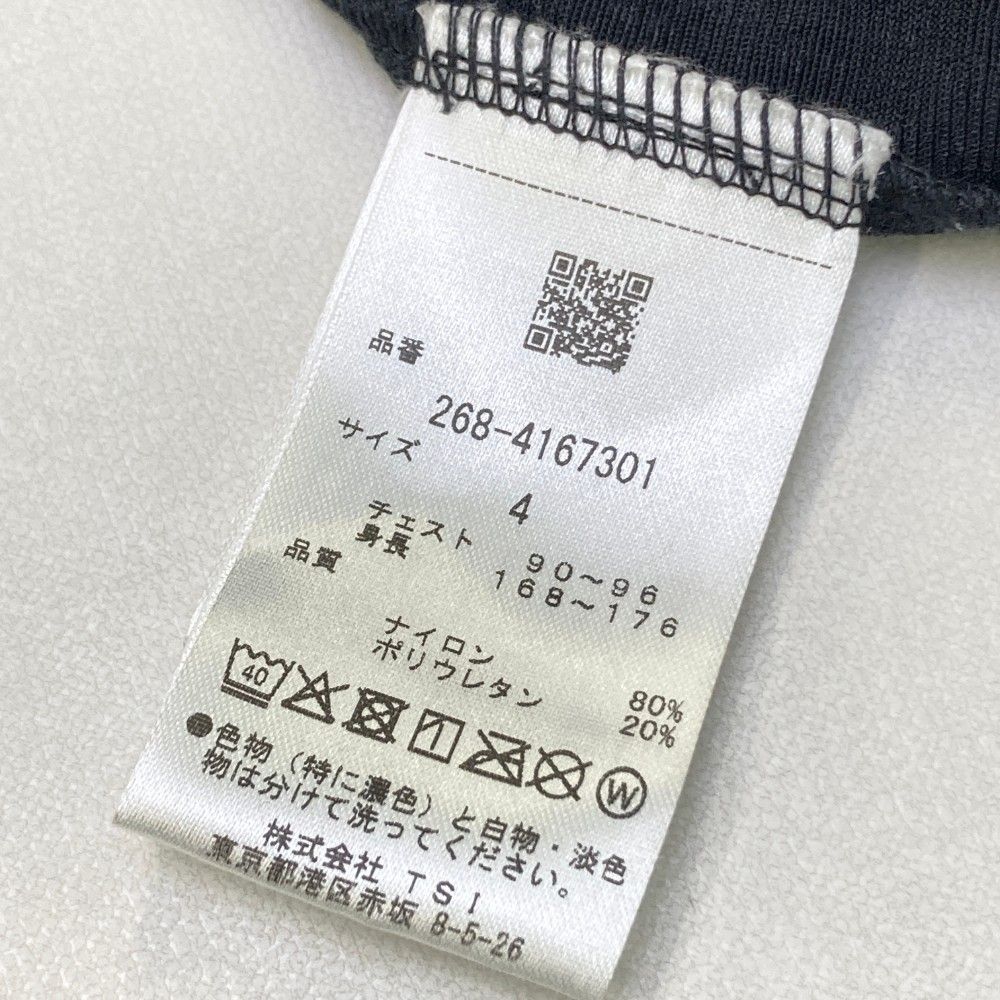 品番
268-4167301
サイズ
4
チェスト 90～96
身長 168～176
品質
ナイロン 80%
ポリウレタン 20%
40
W
●色物（特に濃色）と白物・淡色
物は分けて洗ってください。
株式会社 TSI
東京都港区赤坂 8-5-26